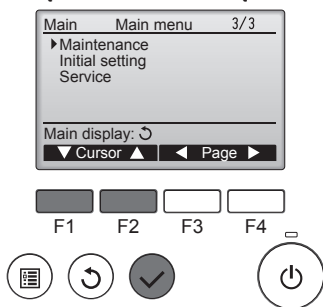 Main Main menu 3/3
Maintenance
Initial setting
Service
Main display:
Cursor Page
F1 F2 F3 F4